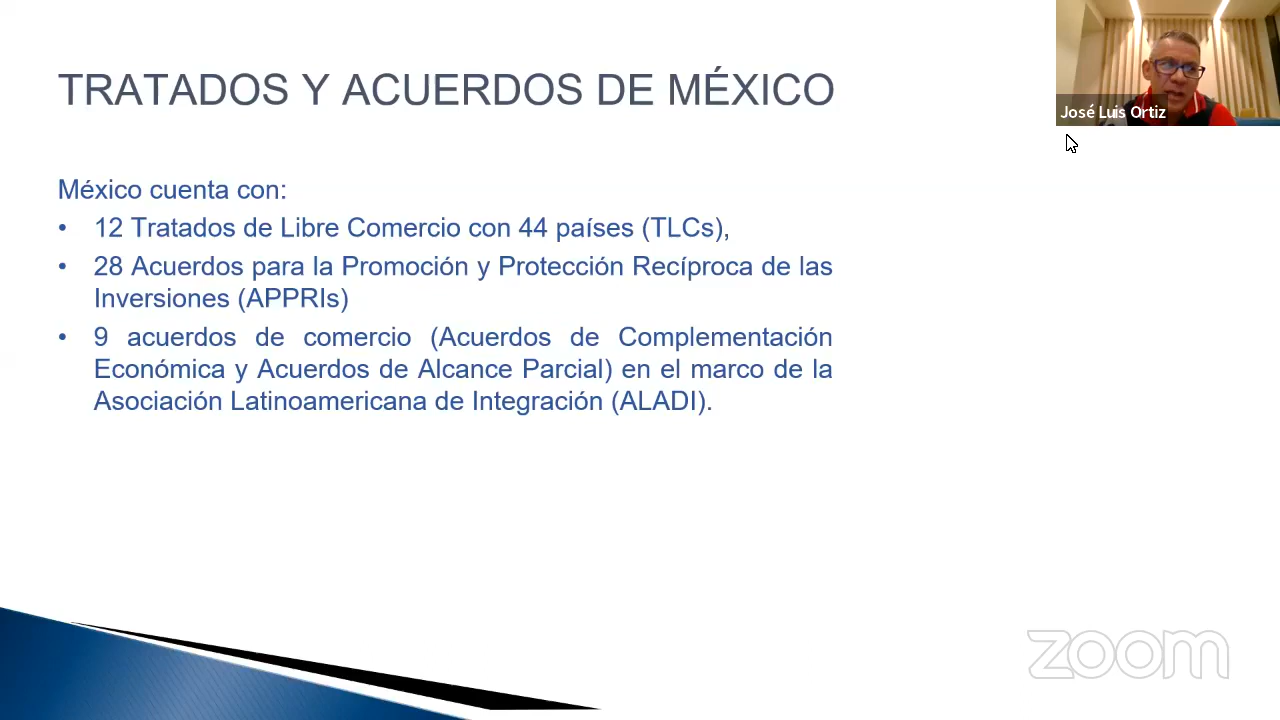 TRATADOS Y ACUERDOS DE MÉXICO
José Luis Ortiz
México cuenta con:
• 12 Tratados de Libre Comercio con 44 países (TLCs),
• 28 Acuerdos para la Promoción y Protección Recíproca de las
Inversiones (APPRIs)
• 9 acuerdos de comercio (Acuerdos de Complementación
Económica y Acuerdos de Alcance Parcial) en el marco de la
Asociación Latinoamericana de Integración (ALADI).
zoom